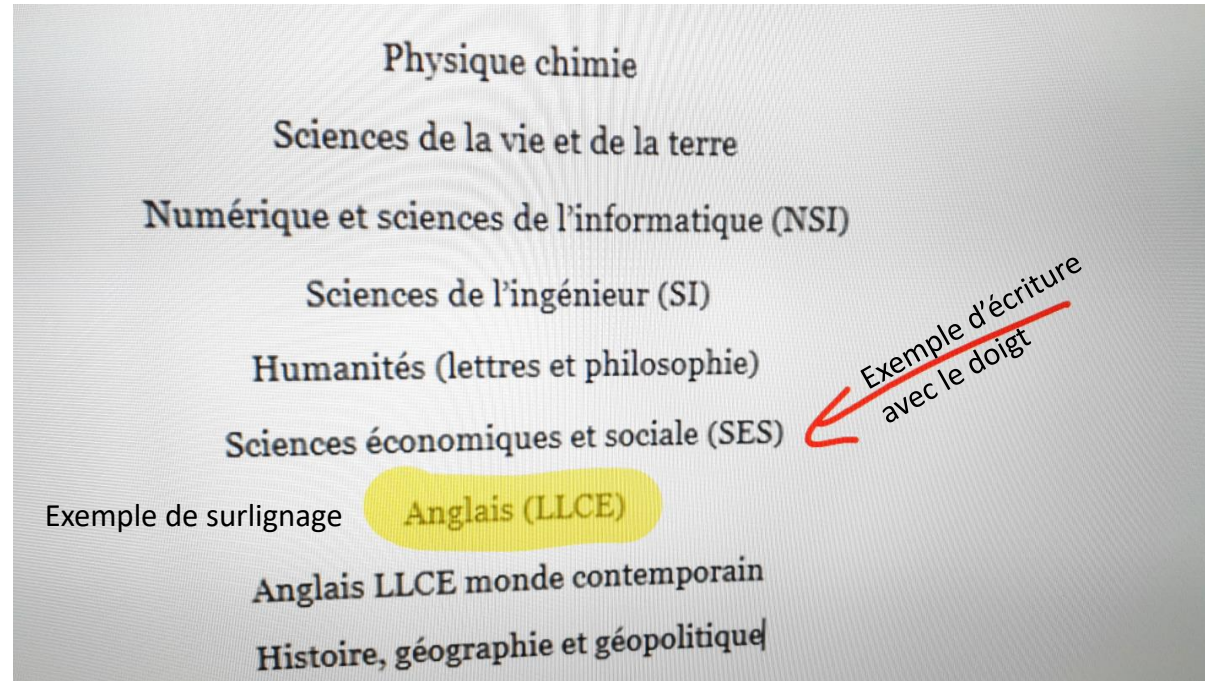 Physique chimie
Sciences de la vie et de la terre
Numérique et sciences de l'informatique (NSI)
Sciences de l'ingénieur (SI)
Humanités (lettres et philosophie)
Exemple d'écriture
avec le doigt
Sciences économiques et sociale (SES)
Exemple de surlignage
Anglais (LLCE)
Anglais LLCE monde contemporain
Histoire, géographie et géopolitique